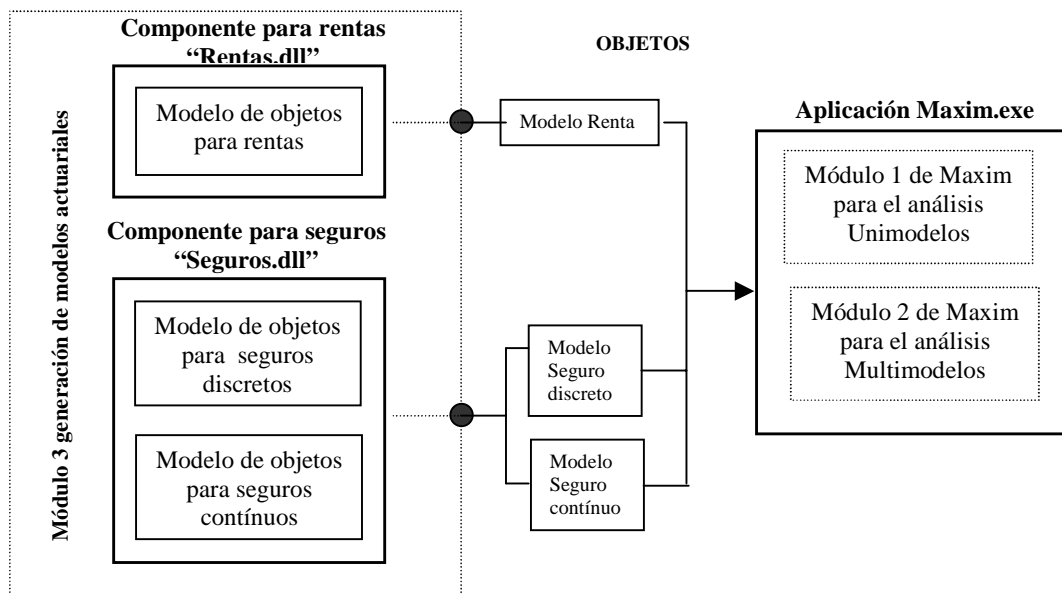 Componente para rentas
“Rentas.dll”
Modelo de objetos
para rentas
Componente para seguros
“Seguros.dll”
Modelo de objetos
para seguros
discretos
Modelo de objetos
para seguros
contínuos
Módulo 3 generación de modelos actuariales
OBJETOS
Modelo Renta
Modelo
Seguro
discreto
Modelo
Seguro
contínuo
Aplicación Maxim.exe
Módulo 1 de Maxim
para el análisis
Unimodelos
Módulo 2 de Maxim
para el análisis
Multimodelos